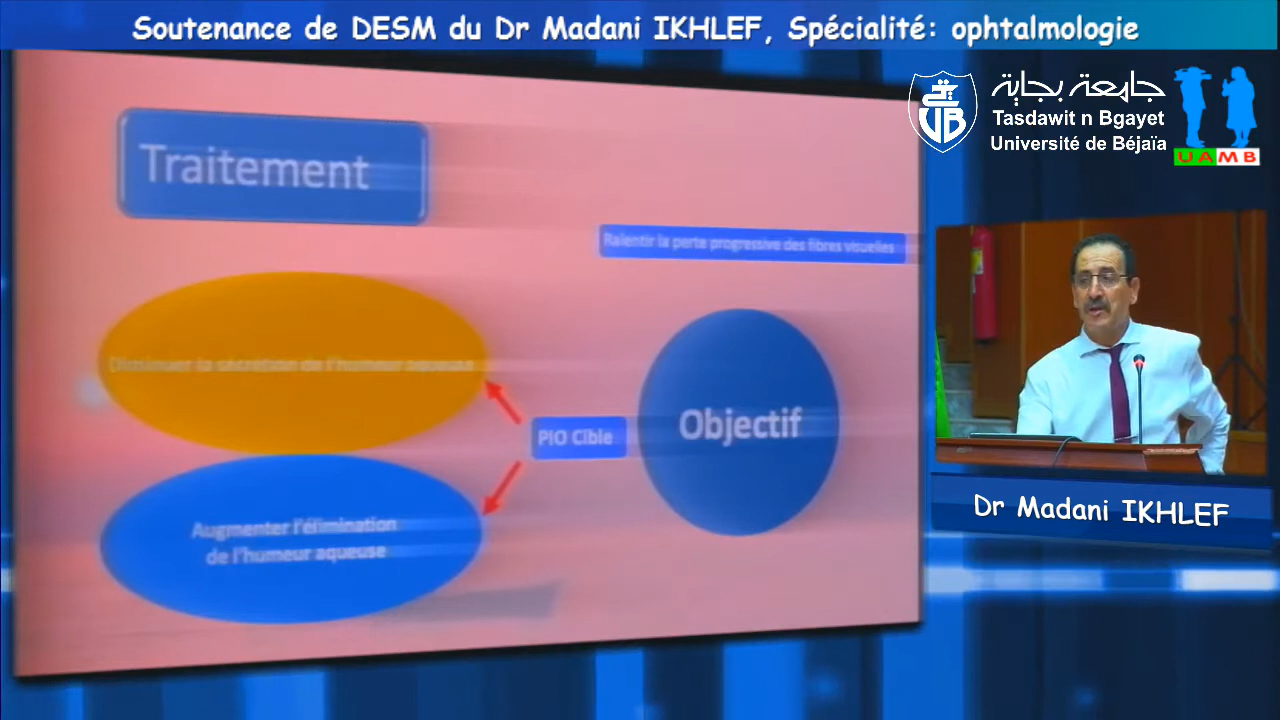 Soutenance de DESM du Dr Madani IKHLEF, Spécialité: ophtalmologie
جامعة بجاية
Tasdawit n Bgayet
Université de Béjaïa
UB
UAMB
Traitement
Ralentir la perte progressive des fibres visuelles
Diminuer la sécrétion de l'humeur aqueuse
PIO Cible
Objectif
Augmenter l'élimination
de l'humeur aqueuse
Dr Madani IKHLEF